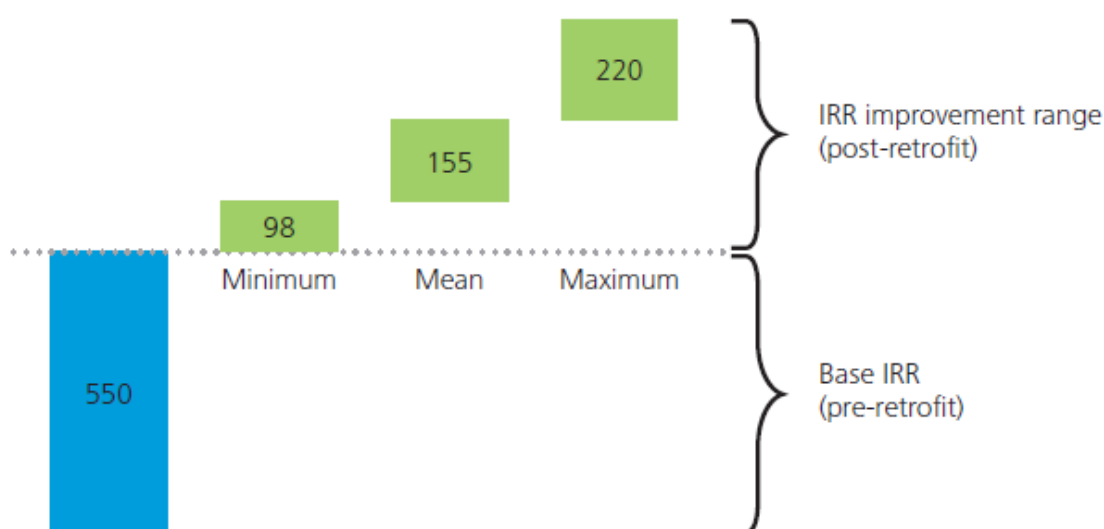 220
IRR improvement range
(post-retrofit)
155
98
Minimum
Mean
Maximum
550
Base IRR
(pre-retrofit)